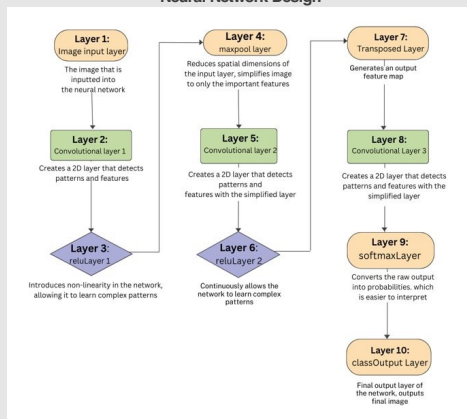 Neural Network Design
Layer 1:
Image input layer
The image that is
inputted into
the neural network
Layer 2:
Convolutional layer 1
Creates a 2D layer that detects
patterns and features
Layer 3:
reluLayer 1
Introduces non-linearity in the network,
allowing it to learn complex patterns
Layer 4:
maxpool layer
Reduces spatial dimensions of
the input layer, simplifies image
to only the important features
Layer 5:
Convolutional layer 2
Creates a 2D layer that detects
patterns and
features with the simplified layer
Layer 6:
reluLayer 2
Continuously allows the
network to learn complex
patterns
Layer 7:
Transposed Layer
Generates an output
feature map
Layer 8:
Convolutional Layer 3
Creates a 2D layer that detects
patterns and features with the
simplified layer
Layer 9:
softmaxLayer
Converts the raw output
into probabilities, which
is easier to interpret
Layer 10:
classOutput Layer
Final output layer of
the network, outputs
final image